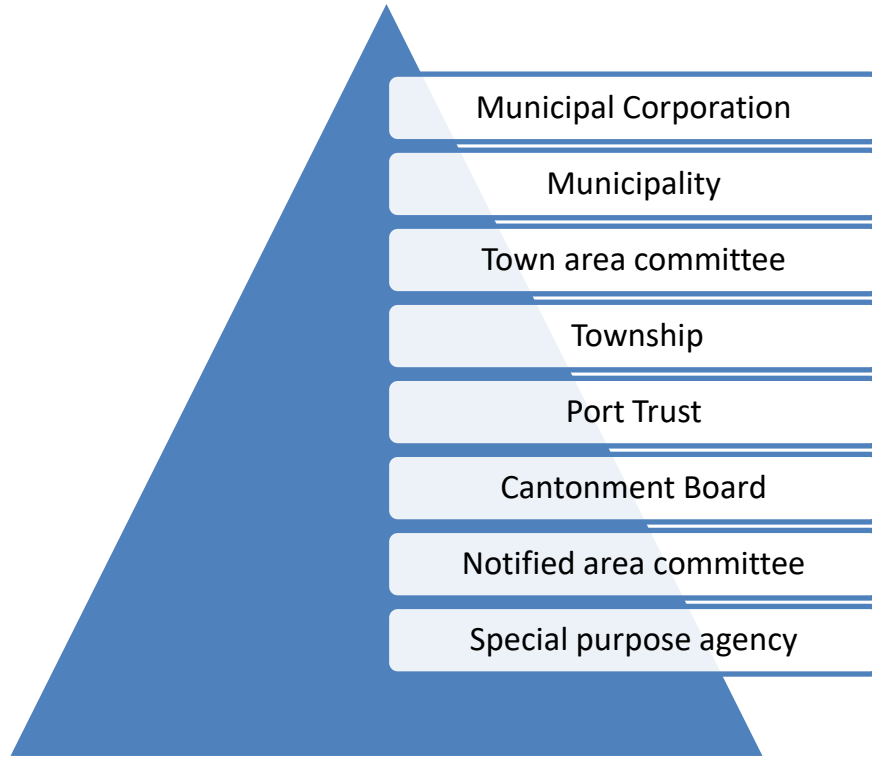 Municipal Corporation
Municipality
Town area committee
Township
Port Trust
Cantonment Board
Notified area committee
Special purpose agency